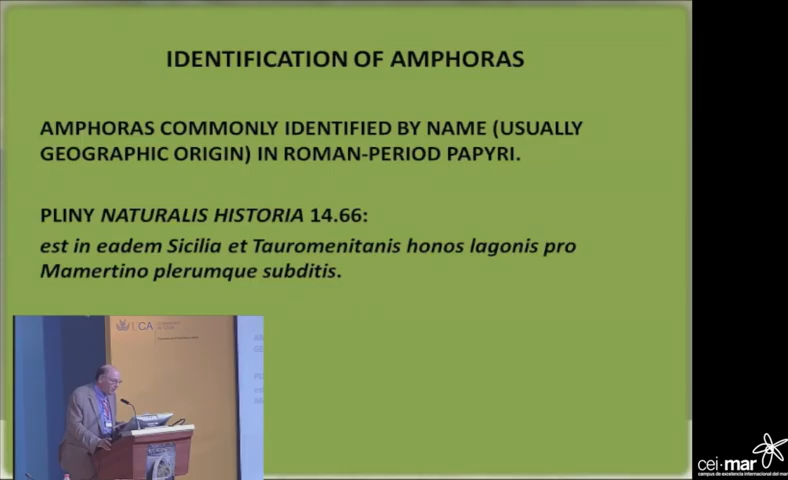 IDENTIFICATION OF AMPHORAS
AMPHORAS COMMONLY IDENTIFIED BY NAME (USUALLY
GEOGRAPHIC ORIGIN) IN ROMAN-PERIOD PAPYRI.
PLINY NATURALIS HISTORIA 14.66:
est in eadem Sicilia et Tauromenitanis honos lagonis pro
Mamertino plerumque subditis.
UCA
cei·mar
campus de excelencia internacional del mar